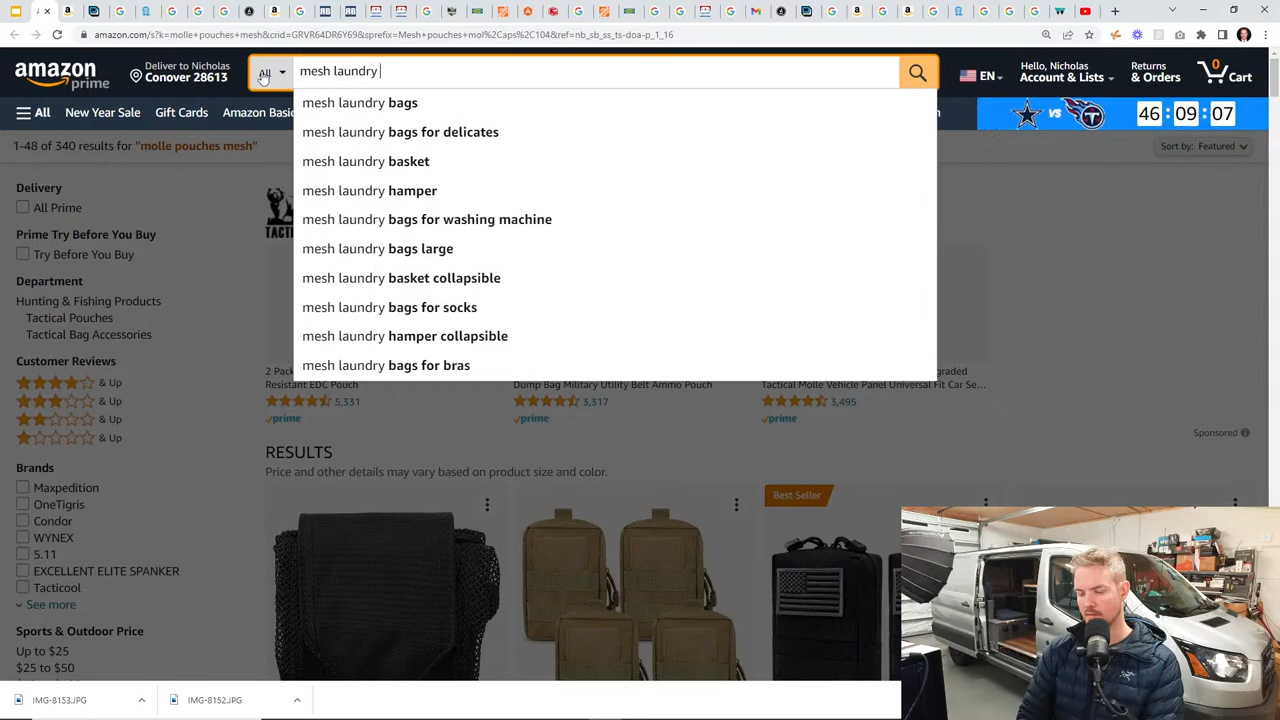 amazon.com/s?k=molle+pouches+mesh&crid=GRVR64DR6Y69&sprefix=Mesh+pouches+mol%2Caps%2C104&ref=nb_sb_ss_ts-doa-p_1_16
amazon prime
Deliver to Nicholas
Conover 28613
All
mesh laundry
EN
Hello, Nicholas
Account & Lists
Returns
& Orders
Cart
All
New Year Sale
Gift Cards
Amazon Basi
VS
46 : 09 : 07
mesh laundry bags
mesh laundry bags for delicates
mesh laundry basket
mesh laundry hamper
mesh laundry bags for washing machine
mesh laundry bags large
mesh laundry basket collapsible
mesh laundry bags for socks
mesh laundry hamper collapsible
mesh laundry bags for bras
1-48 of 340 results for "molle pouches mesh"
Sort by: Featured
Delivery
All Prime
Prime Try Before You Buy
Try Before You Buy
Department
Hunting & Fishing Products
Tactical Pouches
Tactical Bag Accessories
Customer Reviews
& Up
& Up
& Up
& Up
Brands
Maxpedition
OneTigris
Condor
WYNEX
5.11
EXCELLENT ELITE SPANKER
Tacticool
See more
Sports & Outdoor Price
Up to $25
$25 to $50
TACTIC
2 Pack
Resistant EDC Pouch
5,331
prime
Dump Bag Military Utility Belt Ammo Pouch
3,317
prime
graded
Tactical Molle Vehicle Panel Universal Fit Car Se...
3,495
prime
Sponsored
RESULTS
Price and other details may vary based on product size and color.
Best Seller
IMG-8153.JPG
IMG-8152.JPG